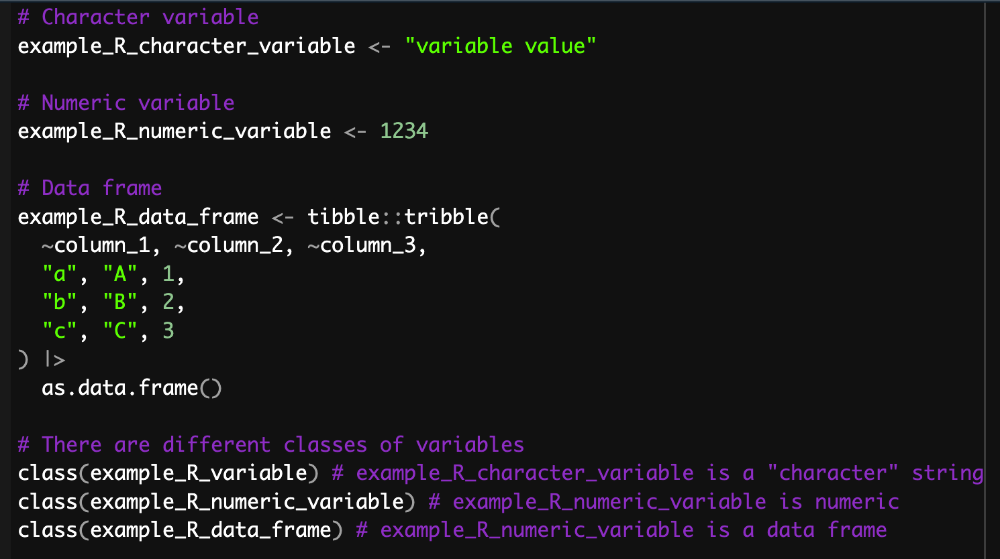 # Character variable
example_R_character_variable <- "variable value"
# Numeric variable
example_R_numeric_variable <- 1234
# Data frame
example_R_data_frame <- tibble::tribble(
  ~column_1, ~column_2, ~column_3,
  "a", "A", 1,
  "b", "B", 2,
  "c", "C", 3
) |>
  as.data.frame()
# There are different classes of variables
class(example_R_variable) # example_R_character_variable is a "character" string
class(example_R_numeric_variable) # example_R_numeric_variable is numeric
class(example_R_data_frame) # example_R_numeric_variable is a data frame